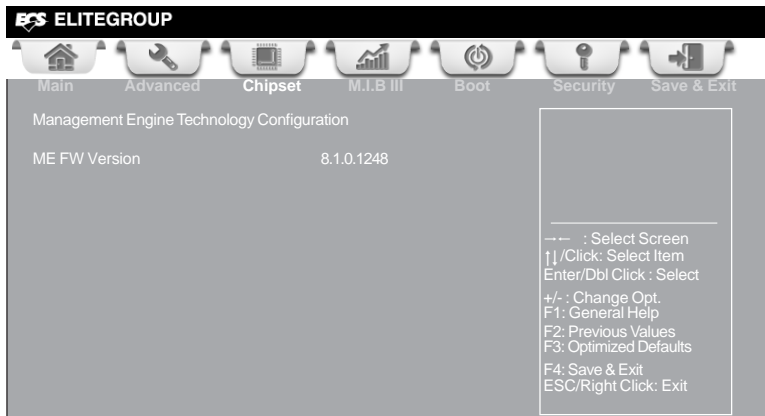 ECS ELITEGROUP
Main Advanced Chipset M.I.B III Boot Security Save & Exit
Management Engine Technology Configuration
ME FW Version 8.1.0.1248
→← : Select Screen
↑↓/Click: Select Item
Enter/Dbl Click : Select
+/- : Change Opt.
F1: General Help
F2: Previous Values
F3: Optimized Defaults
F4: Save & Exit
ESC/Right Click: Exit